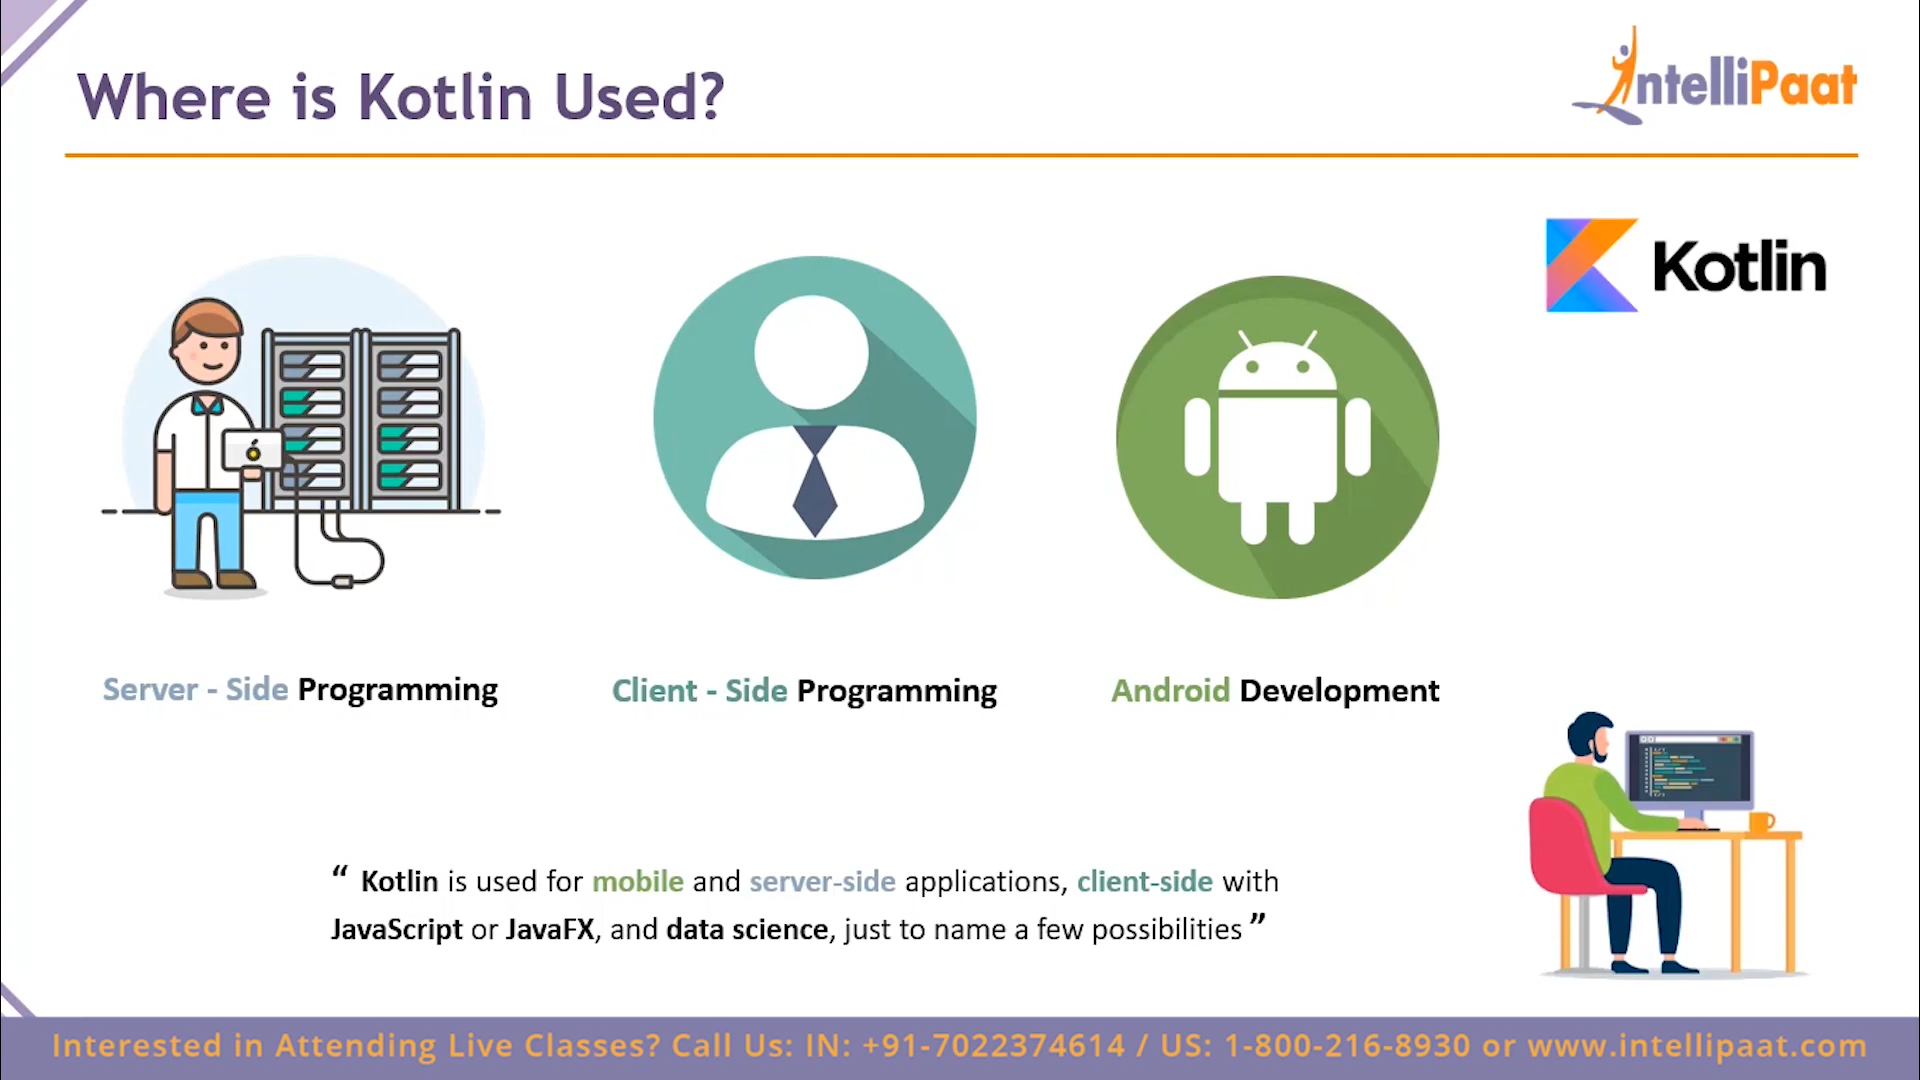 Where is Kotlin Used?
IntelliPaat
Kotlin
Server - Side Programming
Client - Side Programming
Android Development
“ Kotlin is used for mobile and server-side applications, client-side with
JavaScript or JavaFX, and data science, just to name a few possibilities ”
Interested in Attending Live Classes? Call Us: IN: +91-7022374614 / US: 1-800-216-8930 or www.intellipaat.com